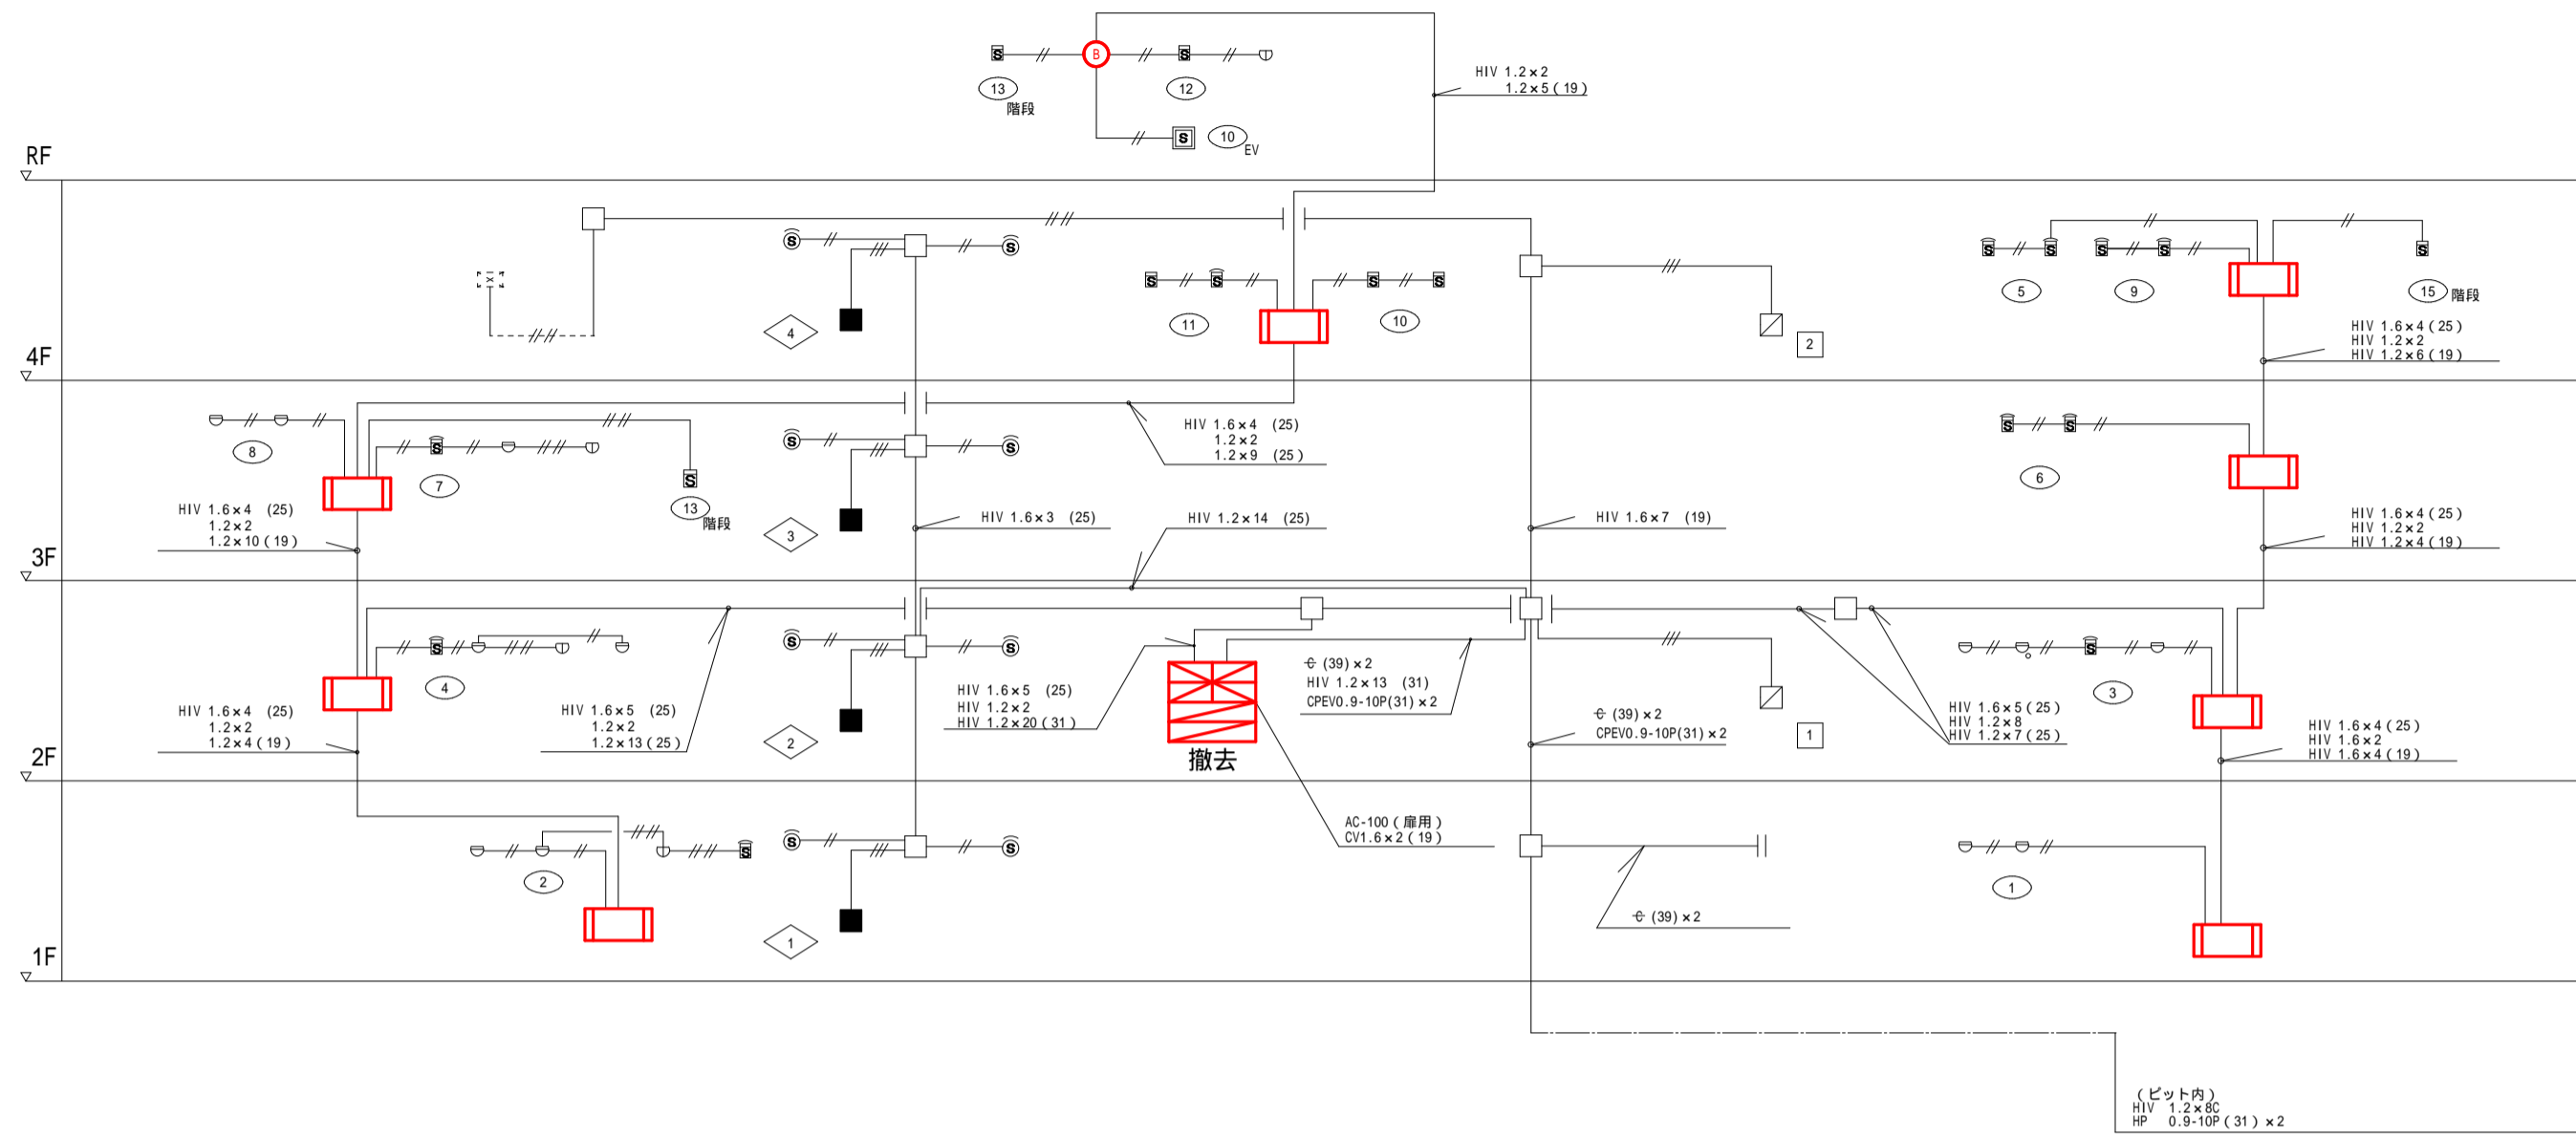 B
13
階段
12
10
EV
HIV 1.2×2
1.2×5(19)
RF
S
S
S
S
S
4
11
10
2
5
9
15
階段
HIV 1.6×4(25)
HIV 1.2×2
HIV 1.2×6(19)
4F
8
7
13
階段
HIV 1.6×4 (25)
1.2×2
1.2×10(19)
3
HIV 1.6×4 (25)
1.2×2
1.2×9 (25)
HIV 1.6×3 (25)
HIV 1.2×14 (25)
HIV 1.6×7 (19)
6
HIV 1.6×4(25)
HIV 1.2×2
HIV 1.2×4(19)
3F
4
HIV 1.6×4 (25)
1.2×2
1.2×4(19)
HIV 1.6×5 (25)
1.2×2
1.2×13(25)
2
HIV 1.6×5 (25)
HIV 1.2×2
HIV 1.2×20(31)
撤去
C (39)×2
HIV 1.2×13 (31)
CPEV0.9-10P(31)×2
C (39)×2
CPEV0.9-10P(31)×2
1
3
HIV 1.6×5(25)
HIV 1.2×8
HIV 1.2×7(25)
HIV 1.6×4(25)
HIV 1.6×2
HIV 1.6×4(19)
2F
2
1
AC-100(扉用)
CV1.6×2(19)
C (39)×2
1
1F
(ピット内)
HIV 1.2×8C
HP 0.9-10P(31)×2